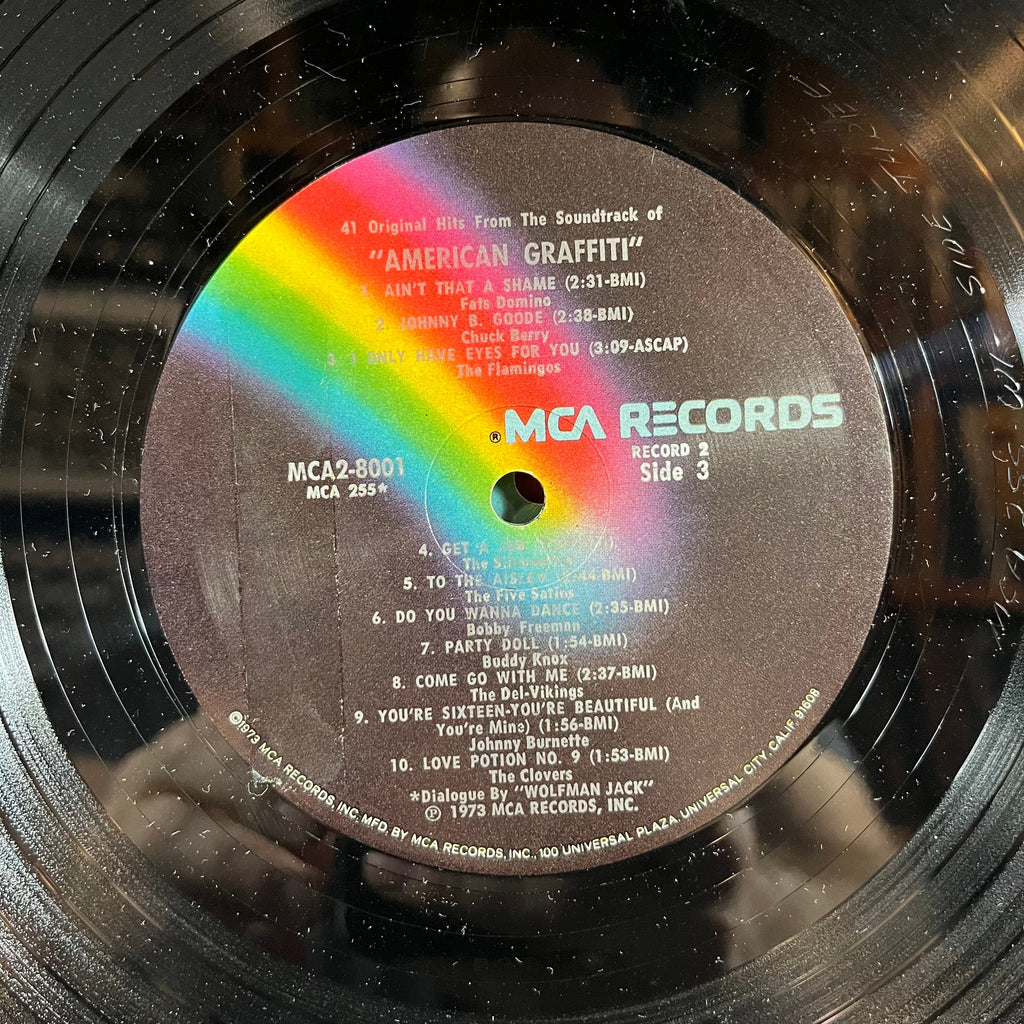 41 Original Hits From The Soundtrack of
"AMERICAN GRAFFITI"
1. AIN'T THAT A SHAME (2:31-BMI)
Fats Domino
2. JOHNNY B. GOODE (2:38-BMI)
Chuck Berry
3. I ONLY HAVE EYES FOR YOU (3:09-ASCAP)
The Flamingos
® MCA RECORDS
MCA2-8001
MCA 255*
RECORD 2
Side 3
4. GET A
The
5. TO THE AISLE (2:44-BMI)
The Five Satins
6. DO YOU WANNA DANCE (2:35-BMI)
Bobby Freeman
7. PARTY DOLL (1:54-BMI)
Buddy Knox
8. COME GO WITH ME (2:37-BMI)
The Del-Vikings
9. YOU'RE SIXTEEN-YOU'RE BEAUTIFUL (And
You're Mine) (1:56-BMI)
Johnny Burnette
10. LOVE POTION NO. 9 (1:53-BMI)
The Clovers
*Dialogue By "WOLFMAN JACK"
℗ 1973 MCA RECORDS, INC.
©1973 MCA RECORDS, INC. MFD. BY MCA RECORDS, INC., 100 UNIVERSAL PLAZA, UNIVERSAL CITY, CALIF. 91608
MCA 255
SIDE